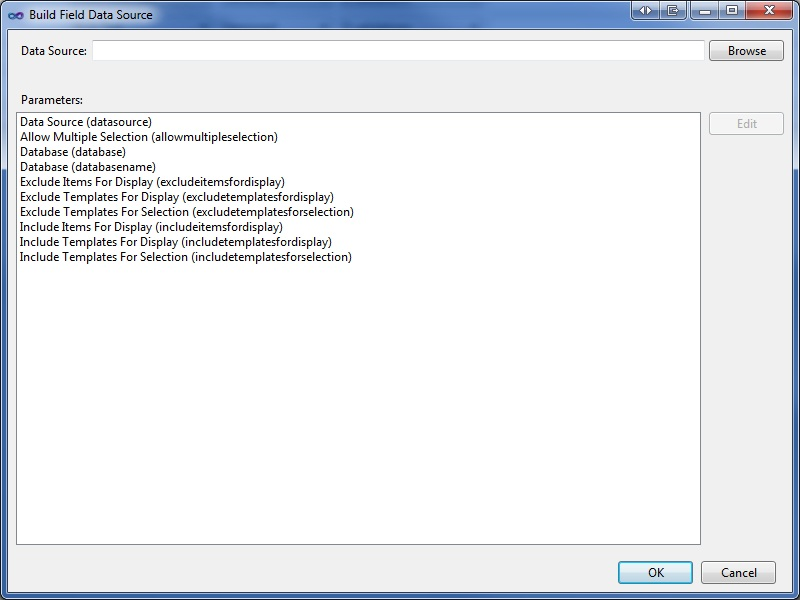 Build Field Data Source
Data Source:
Browse
Parameters:
Data Source (datasource)
Allow Multiple Selection (allowmultipleselection)
Database (database)
Database (databasename)
Exclude Items For Display (excludeitemsfordisplay)
Exclude Templates For Display (excludetemplatesfordisplay)
Exclude Templates For Selection (excludetemplatesforselection)
Include Items For Display (includeitemsfordisplay)
Include Templates For Display (includetemplatesfordisplay)
Include Templates For Selection (includetemplatesforselection)
Edit
OK
Cancel